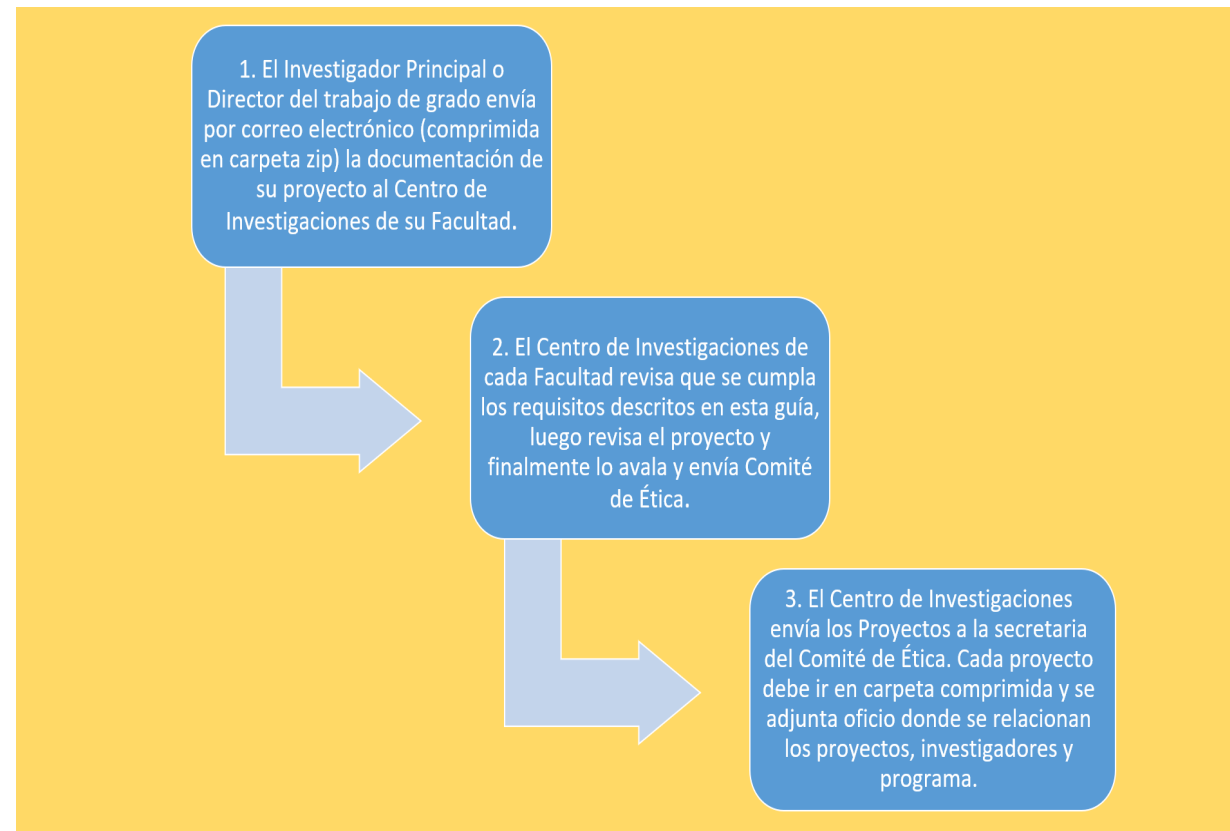 1. El Investigador Principal o
Director del trabajo de grado envía
por correo electrónico (comprimida
en carpeta zip) la documentación de
su proyecto al Centro de
Investigaciones de su Facultad.
2. El Centro de Investigaciones de
cada Facultad revisa que se cumpla
los requisitos descritos en esta guía,
luego revisa el proyecto y
finalmente lo avala y envía Comité
de Ética.
3. El Centro de Investigaciones
envía los Proyectos a la secretaria
del Comité de Ética. Cada proyecto
debe ir en carpeta comprimida y se
adjunta oficio donde se relacionan
los proyectos, investigadores y
programa.